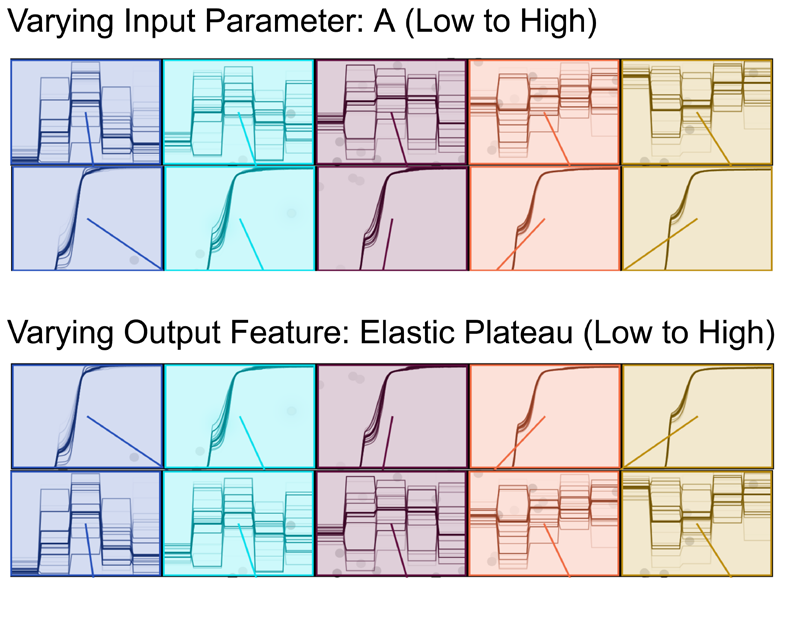 Varying Input Parameter: A (Low to High)
Varying Output Feature: Elastic Plateau (Low to High)